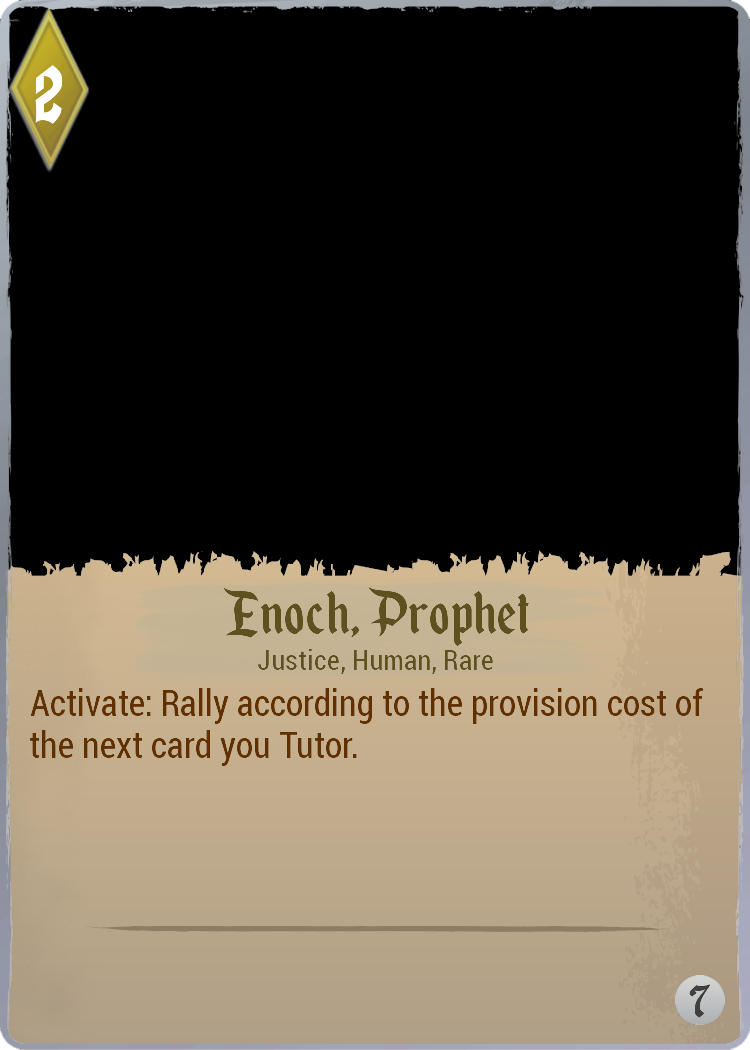 2
Enoch, Prophet
Justice, Human, Rare
Activate: Rally according to the provision cost of
the next card you Tutor.
7